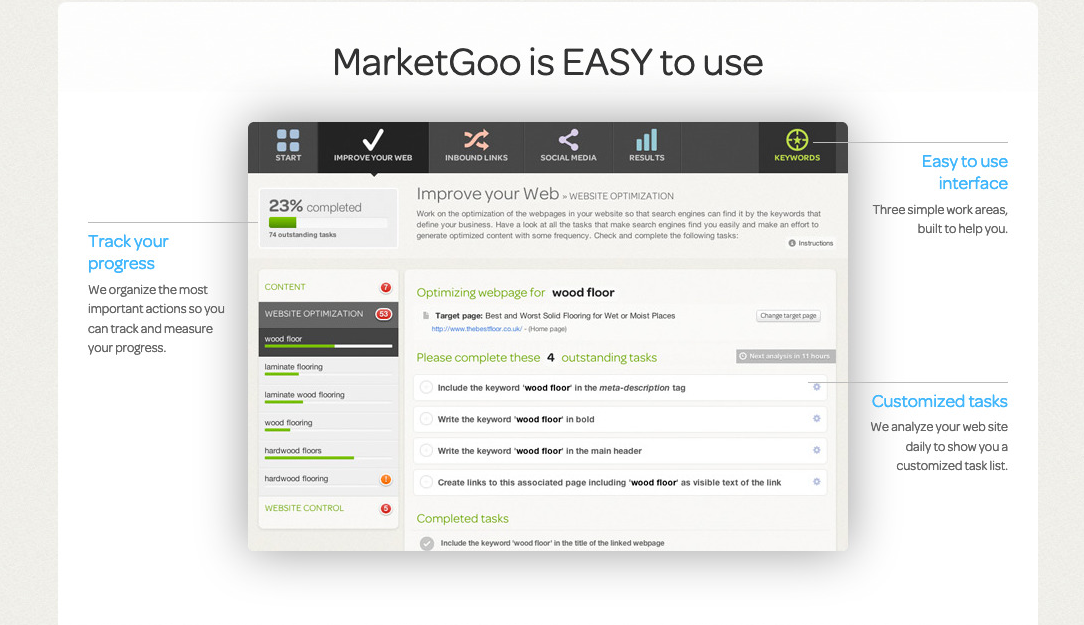 MarketGoo is EASY to use
START
IMPROVE YOUR WEB
INBOUND LINKS
SOCIAL MEDIA
RESULTS
KEYWORDS
Easy to use
interface
Three simple work areas,
built to help you.
23% completed
74 outstanding tasks
Improve your Web » WEBSITE OPTIMIZATION
Work on the optimization of the webpages in your website so that search engines can find it by the keywords that
define your business. Have a look at all the tasks that make search engines find you easily and make an effort to
generate optimized content with some frequency. Check and complete the following tasks:
Instructions
Track your
progress
We organize the most
important actions so you
can track and measure
your progress.
CONTENT 7
WEBSITE OPTIMIZATION 53
wood floor
laminate flooring
laminate wood flooring
wood flooring
hardwood floors
hardwood flooring !
WEBSITE CONTROL 5
Optimizing webpage for wood floor
Target page: Best and Worst Solid Flooring for Wet or Moist Places
Change target page
http://www.thebestfloor.co.uk/ - (Home page)
Please complete these 4 outstanding tasks
Next analysis in 11 hours
Include the keyword 'wood floor' in the meta-description tag
Write the keyword 'wood floor' in bold
Write the keyword 'wood floor' in the main header
Create links to this associated page including 'wood floor' as visible text of the link
Completed tasks
Include the keyword 'wood floor' in the title of the linked webpage
Customized tasks
We analyze your web site
daily to show you a
customized task list.